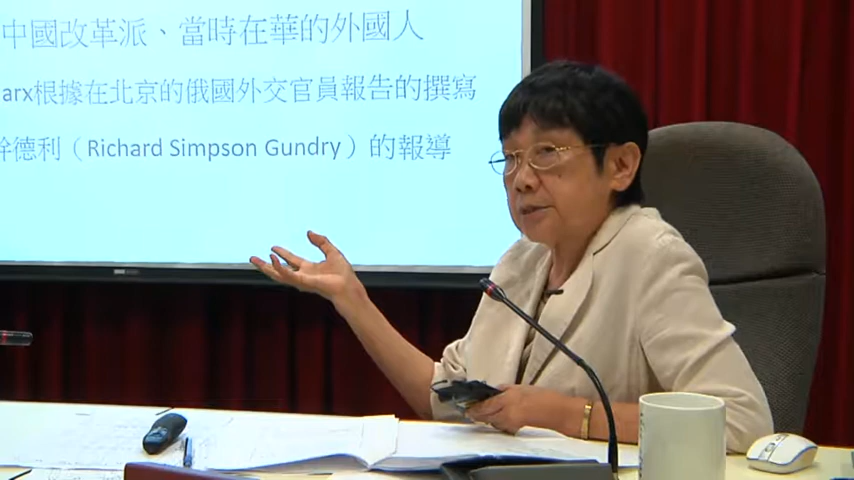 中國改革派、當時在華的外國人
arx根據在北京的俄國外交官員報告的撰寫
幹德利（Richard Simpson Gundry）的報導